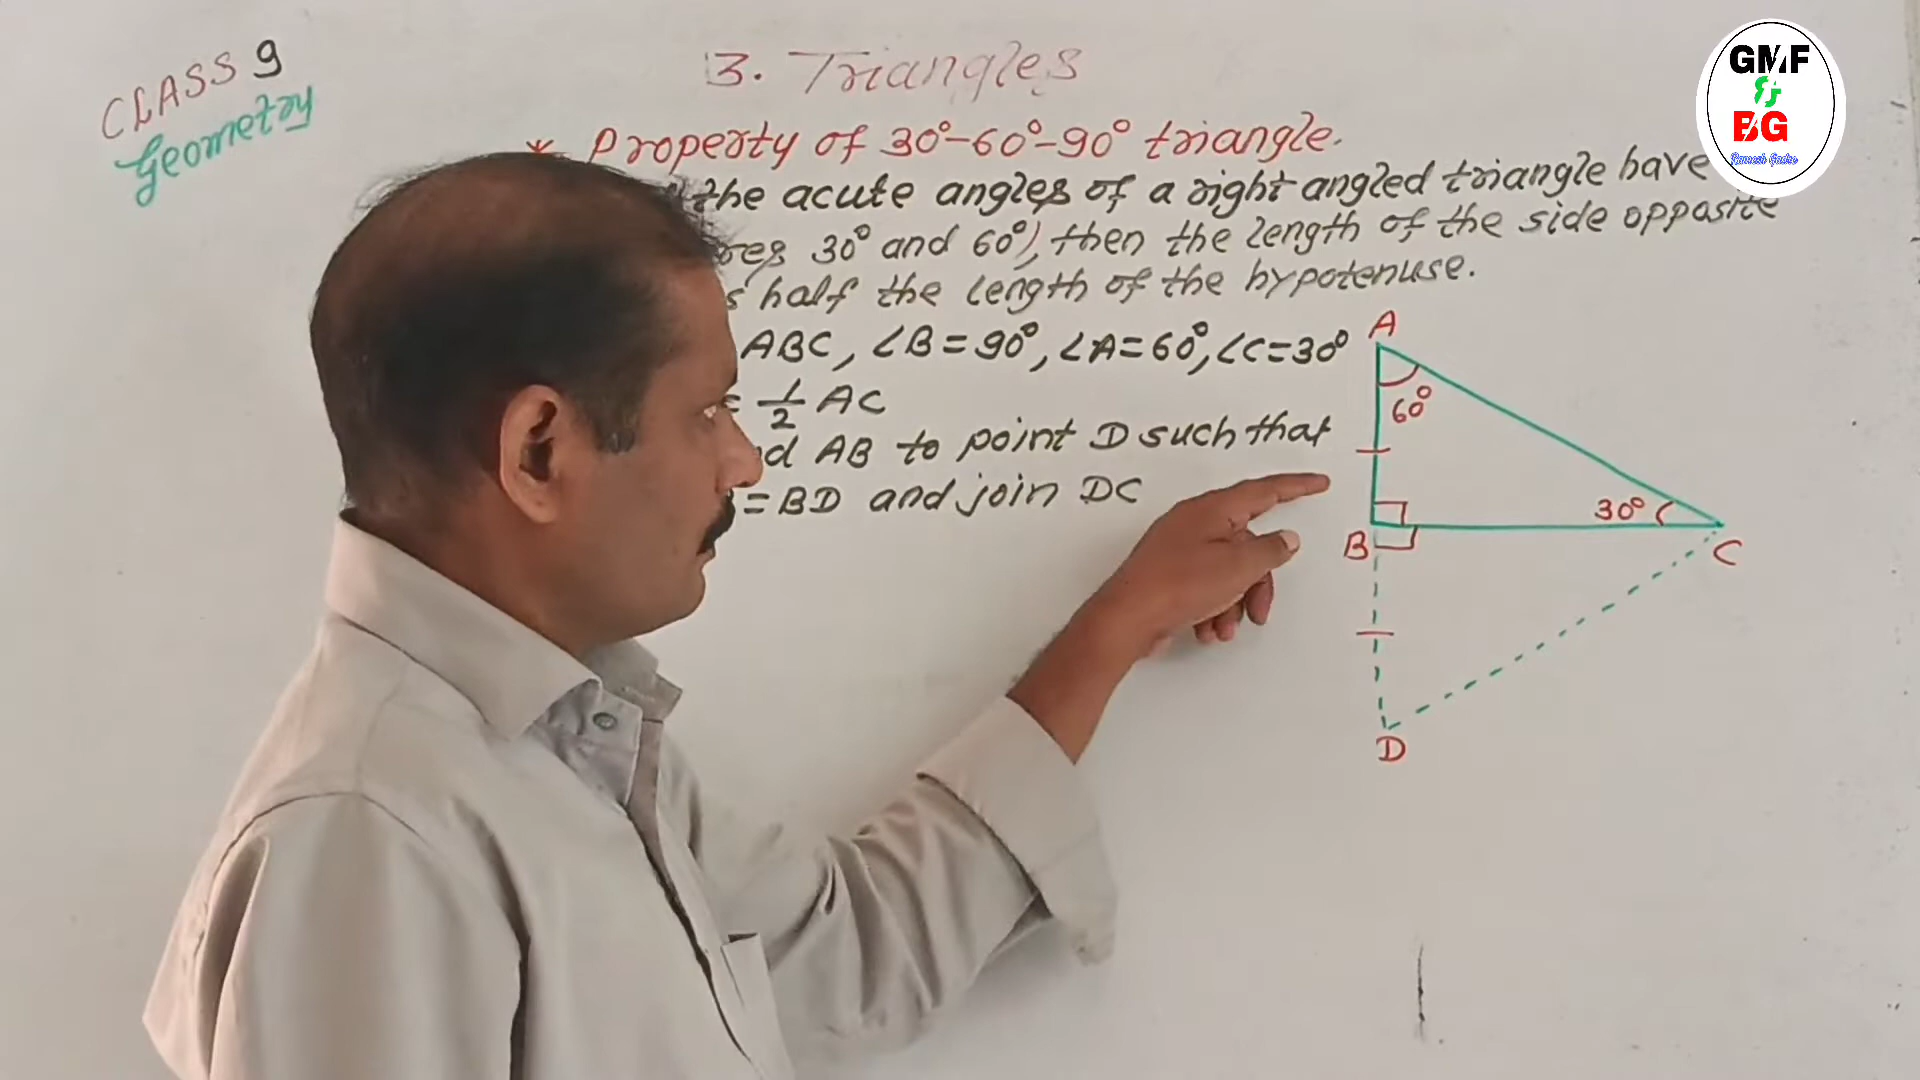 CLASS 9
Geometry
3. Triangles
* Property of 30°-60°-90° triangle.
the acute angles of a right angled triangle have
30° and 60°), then the length of the side opposite
half the length of the hypotenuse.
ABC, ∠B = 90°, ∠A = 60°, ∠C = 30°
= 1/2 AC
AB to point D such that
= BD and join DC
A
60°
30°
B
C
D
GMF
BG